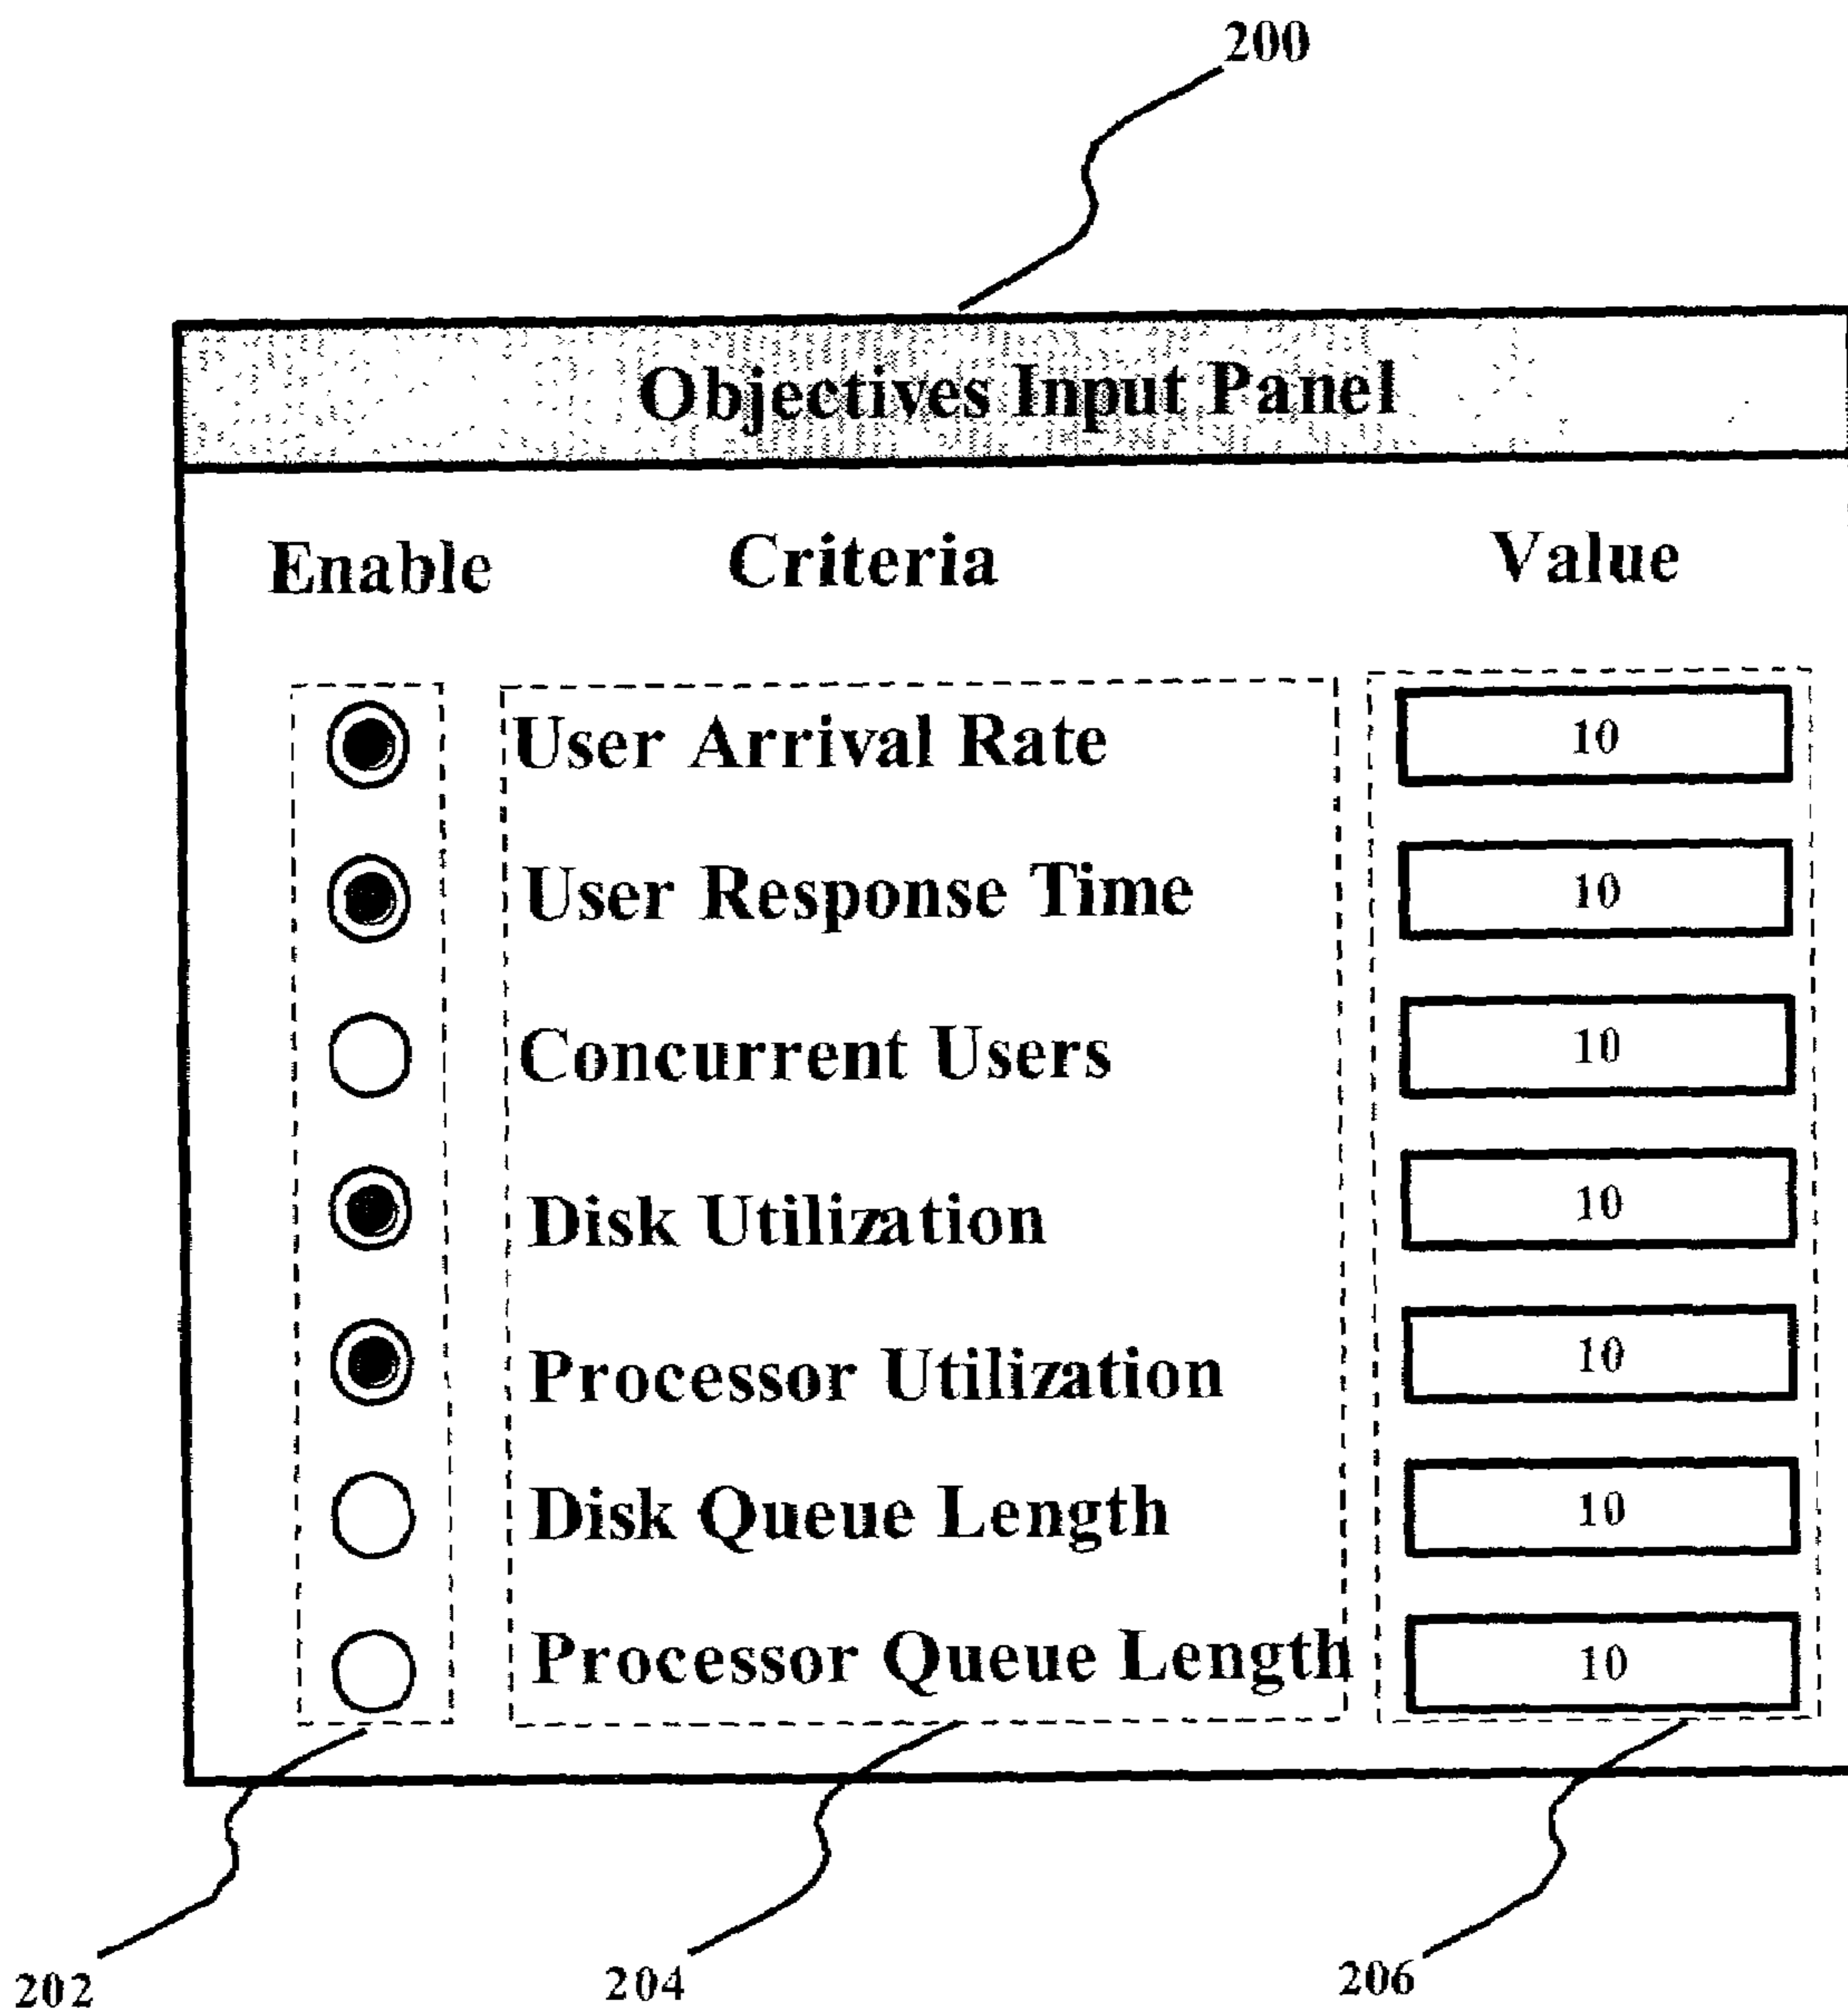 200
Objectives Input Panel
Enable Criteria Value
User Arrival Rate 10
User Response Time 10
Concurrent Users 10
Disk Utilization 10
Processor Utilization 10
Disk Queue Length 10
Processor Queue Length 10
202 204 206